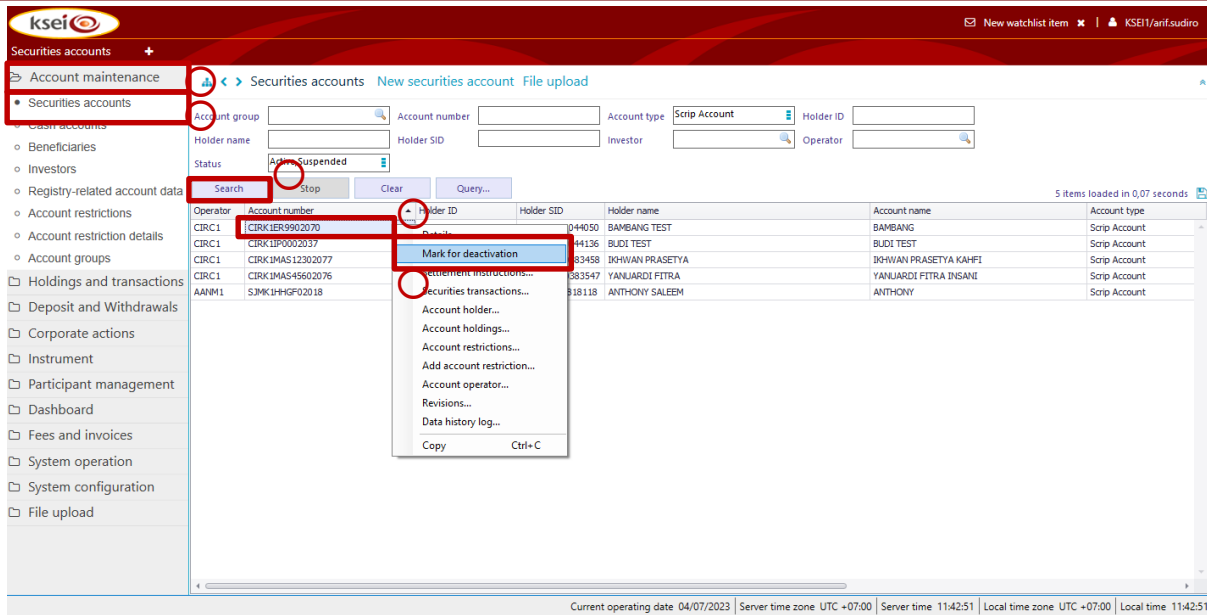 ksei
New watchlist item × | KSEI1/arif.sudiro
Securities accounts +
Account maintenance
Securities accounts
Cash accounts
Beneficiaries
Investors
Registry-related account data
Account restrictions
Account restriction details
Account groups
Holdings and transactions
Deposit and Withdrawals
Corporate actions
Instrument
Participant management
Dashboard
Fees and invoices
System operation
System configuration
File upload
Securities accounts New securities account File upload
Account group Account number Account type Scrip Account Holder ID
Holder name Holder SID Investor Operator
Status Active,Suspended
Search Stop Clear Query...
5 items loaded in 0,07 seconds
Operator Account number Holder ID Holder SID Holder name Account name Account type
CIRC1 CIRK1ER9902070 044050 BAMBANG TEST BAMBANG Scrip Account
CIRC1 CIRK1IP0002037 44136 BUDI TEST BUDI TEST Scrip Account
CIRC1 CIRK1MAS12302077 83458 IKHWAN PRASETYA IKHWAN PRASETYA KAHFI Scrip Account
CIRC1 CIRK1MAS45602076 383547 YANUARDI FITRA YANUARDI FITRA INSANI Scrip Account
AANM1 SJMK1HHGF02018 818118 ANTHONY SALEEM ANTHONY Scrip Account
Details
Mark for deactivation
Settlement instructions...
Securities transactions...
Account holder...
Account holdings...
Account restrictions...
Add account restriction...
Account operator...
Revisions...
Data history log...
Copy Ctrl+C
Current operating date 04/07/2023 Server time zone UTC +07:00 Server time 11:42:51 Local time zone UTC +07:00 Local time 11:42:51